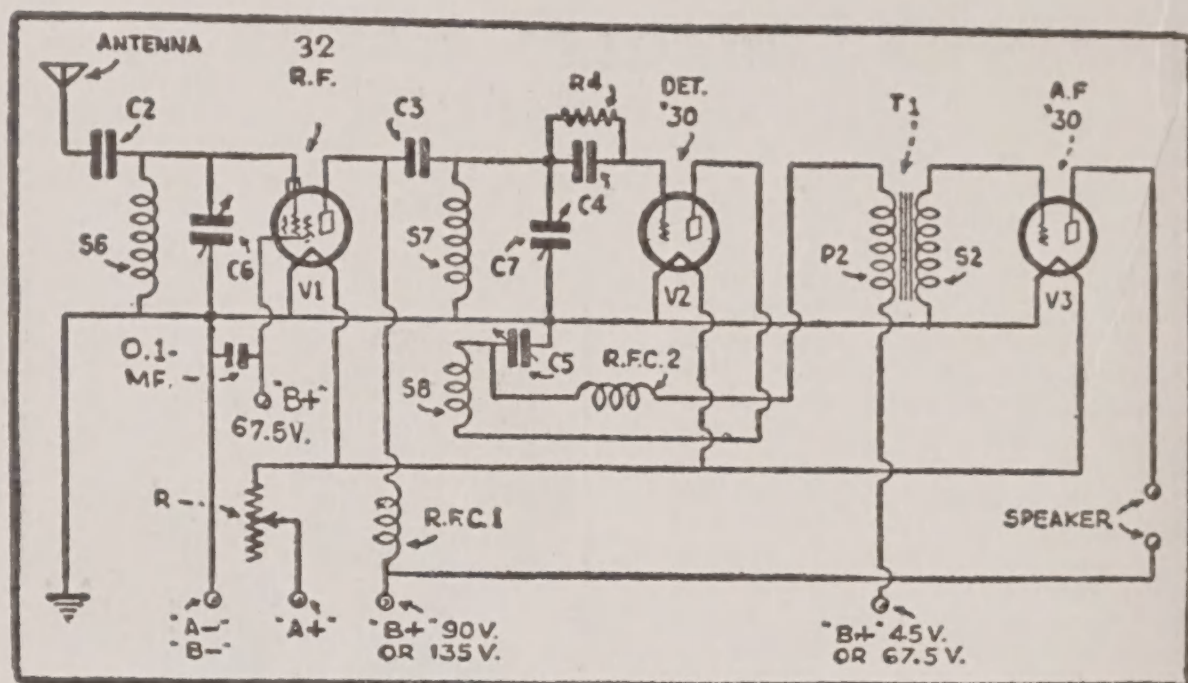 ANTENNA
32
R.F.
C2
C3
R4
DET.
'30
T1
A.F
'30
S6
C6
V1
S7
C7
C4
V2
P2
S2
V3
0.1-
MF.
"B+"
67.5V.
S8
C5
R.F.C.2
R
R.F.C.1
SPEAKER
"A-"
"B-"
"A+"
"B+" 90V.
OR 135V.
"B+" 45V.
OR 67.5V.